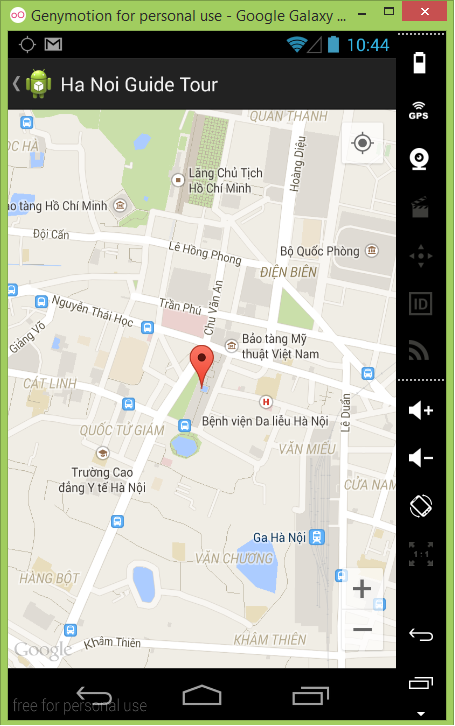 Genymotion for personal use - Google Galaxy ...
10:44
Ha Noi Guide Tour
GPS
QUÁN THÁNH
Hoàng Diệu
Lăng Chủ Tịch
Hồ Chí Minh
Bảo tàng Hồ Chí Minh
Đội Cấn
Lê Hồng Phong
Bộ Quốc Phòng
ĐIỆN BIÊN
ID
Trần Phú
Chu Văn An
Nguyễn Thái Học
Giảng Võ
Bảo tàng Mỹ
thuật Việt Nam
CÁT LINH
Lê Duẩn
Bệnh viện Da liễu Hà Nội
QUỐC TỬ GIÁM
VĂN MIẾU
Trường Cao
đẳng Y tế Hà Nội
CỬA NAM
Ga Hà Nội
1:1
VĂN CHƯƠNG
HÀNG BỘT
+
−
Khâm Thiên
KHÂM THIÊN
Google
free for personal use